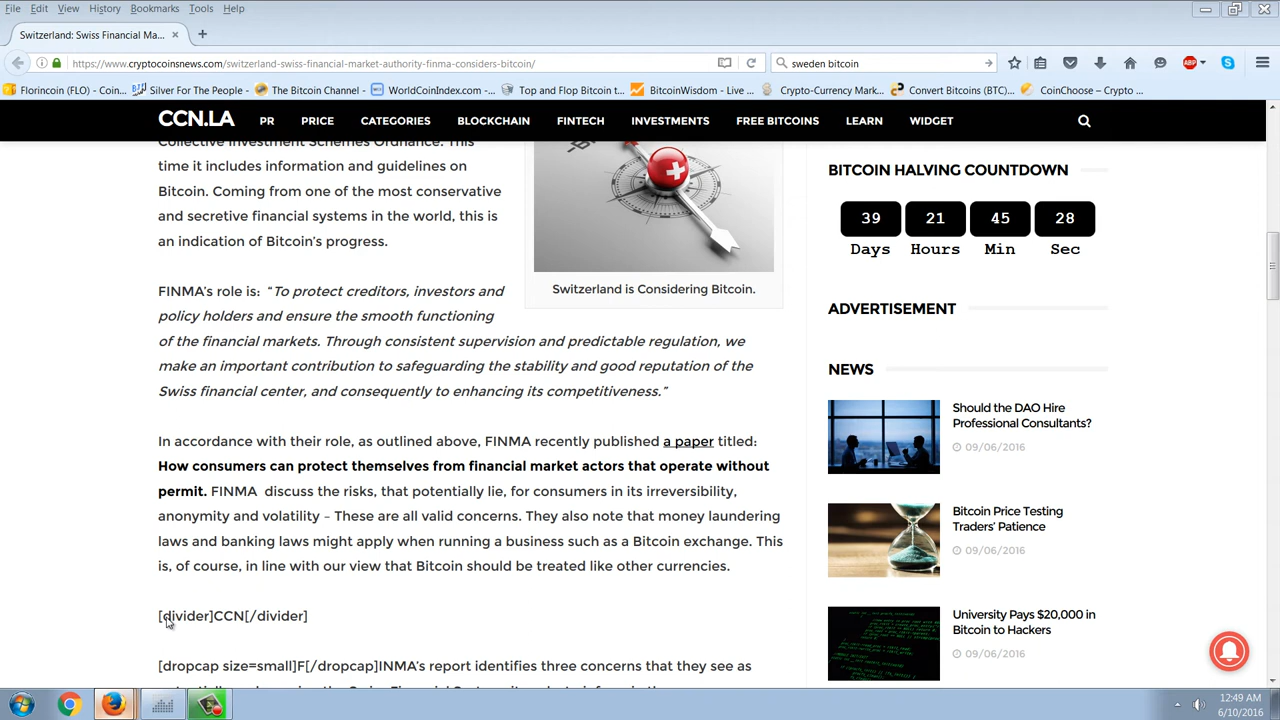 File Edit View History Bookmarks Tools Help
Switzerland: Swiss Financial Ma...
https://www.cryptocoinsnews.com/switzerland-swiss-financial-market-authority-finma-considers-bitcoin/
sweden bitcoin
ABP
Florincoin (FLO) - Coin... Silver For The People - The Bitcoin Channel - WorldCoinIndex.com -... Top and Flop Bitcoin t... BitcoinWisdom - Live ... Crypto-Currency Mark... Convert Bitcoins (BTC)... CoinChoose – Crypto ...
CCN.LA PR PRICE CATEGORIES BLOCKCHAIN FINTECH INVESTMENTS FREE BITCOINS LEARN WIDGET
Collective Investment Schemes Ordinance. This
time it includes information and guidelines on
Bitcoin. Coming from one of the most conservative
and secretive financial systems in the world, this is
an indication of Bitcoin's progress.
Switzerland is Considering Bitcoin.
FINMA's role is: “To protect creditors, investors and
policy holders and ensure the smooth functioning
of the financial markets. Through consistent supervision and predictable regulation, we
make an important contribution to safeguarding the stability and good reputation of the
Swiss financial center, and consequently to enhancing its competitiveness.”
In accordance with their role, as outlined above, FINMA recently published a paper titled:
How consumers can protect themselves from financial market actors that operate without
permit. FINMA discuss the risks, that potentially lie, for consumers in its irreversibility,
anonymity and volatility – These are all valid concerns. They also note that money laundering
laws and banking laws might apply when running a business such as a Bitcoin exchange. This
is, of course, in line with our view that Bitcoin should be treated like other currencies.
[divider]CCN[/divider]
[dropcap size=small]F[/dropcap]INMA's report identifies three concerns that they see as
BITCOIN HALVING COUNTDOWN
39 21 45 28
Days Hours Min Sec
ADVERTISEMENT
NEWS
Should the DAO Hire
Professional Consultants?
09/06/2016
Bitcoin Price Testing
Traders' Patience
09/06/2016
University Pays $20,000 in
Bitcoin to Hackers
09/06/2016
12:49 AM
6/10/2016